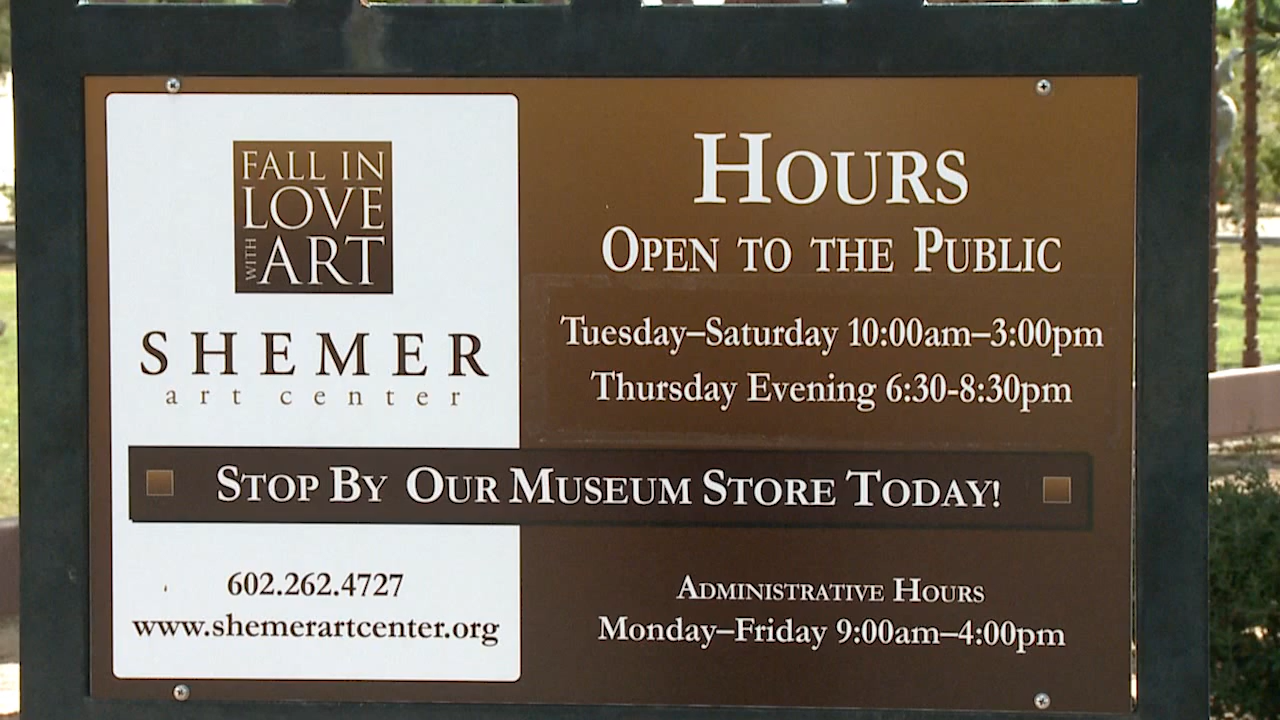 FALL IN
LOVE
WITH ART
SHEMER
art center
HOURS
OPEN TO THE PUBLIC
Tuesday–Saturday 10:00am–3:00pm
Thursday Evening 6:30-8:30pm
STOP BY OUR MUSEUM STORE TODAY!
602.262.4727
www.shemerartcenter.org
ADMINISTRATIVE HOURS
Monday–Friday 9:00am–4:00pm